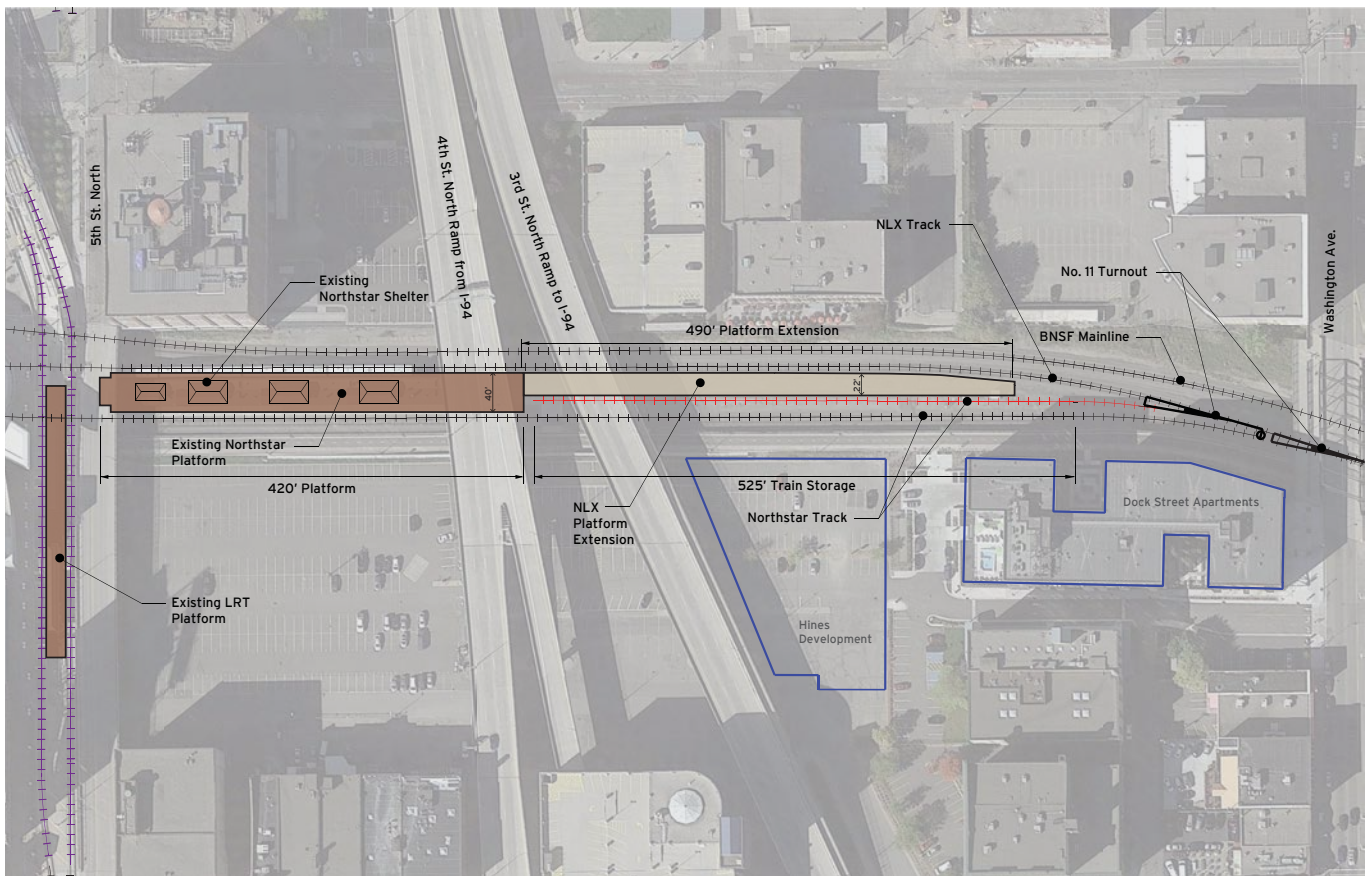 5th St. North
4th St. North Ramp from I-94
3rd St. North Ramp to I-94
NLX Track
No. 11 Turnout
Washington Ave.
Existing
Northstar Shelter
490' Platform Extension
BNSF Mainline
40'
22'
Existing Northstar
Platform
420' Platform
525' Train Storage
NLX
Platform
Extension
Northstar Track
Dock Street Apartments
Existing LRT
Platform
Hines
Development